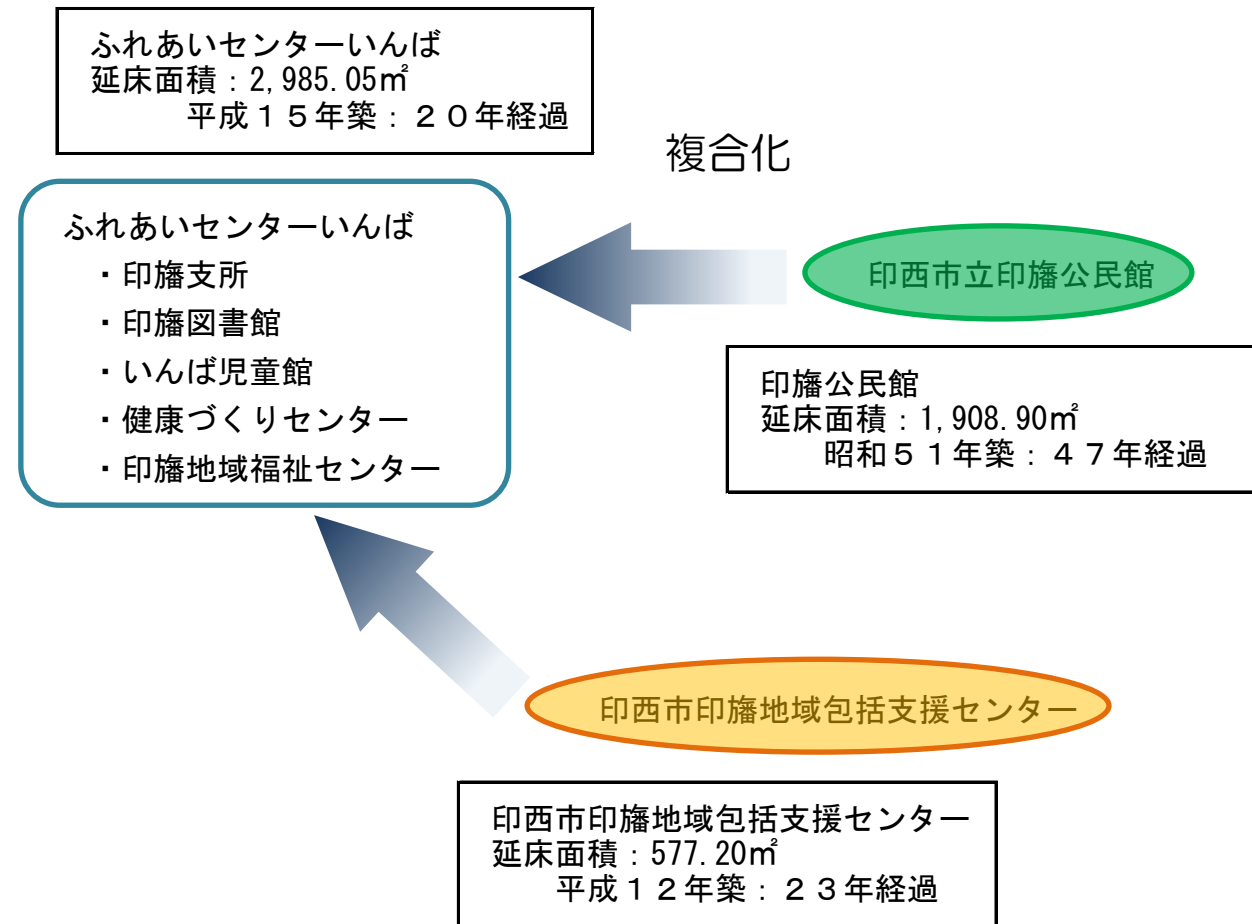 ふれあいセンターいんば
延床面積：2,985.05㎡
平成１５年築：２０年経過
複合化
ふれあいセンターいんば
・印旛支所
・印旛図書館
・いんば児童館
・健康づくりセンター
・印旛地域福祉センター
印西市立印旛公民館
印旛公民館
延床面積：1,908.90㎡
昭和５１年築：４７年経過
印西市印旛地域包括支援センター
印西市印旛地域包括支援センター
延床面積：577.20㎡
平成１２年築：２３年経過